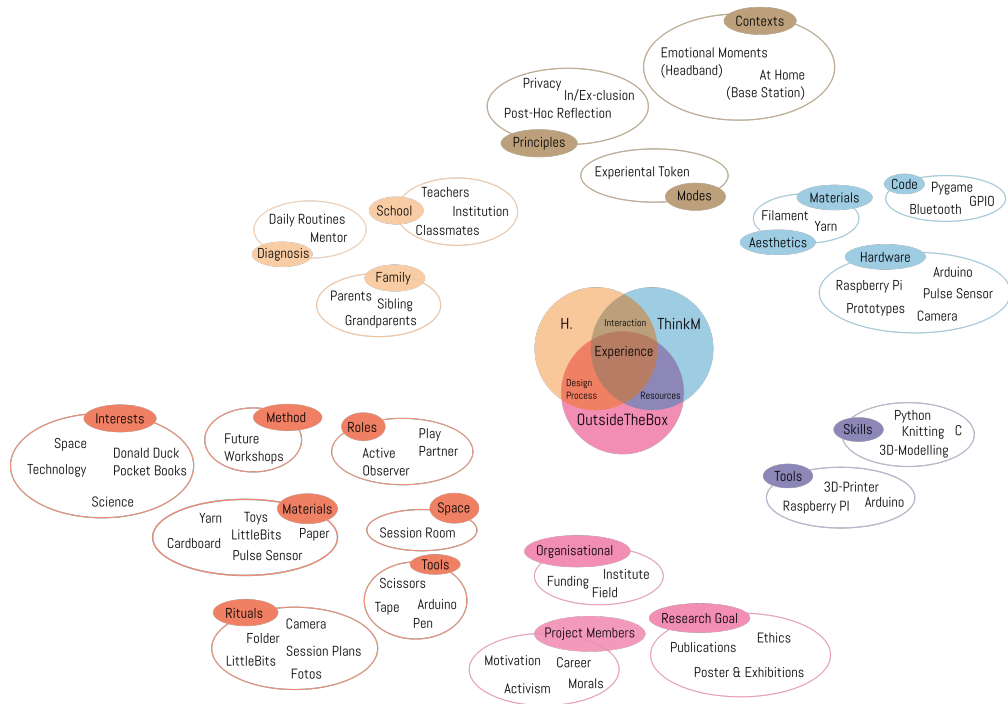 Contexts
Emotional Moments
(Headband)
At Home
(Base Station)
Privacy
In/Ex-clusion
Post-Hoc Reflection
Principles
Experiental Token
Modes
Teachers
School
Institution
Classmates
Daily Routines
Mentor
Diagnosis
Family
Parents
Sibling
Grandparents
Materials
Filament
Yarn
Aesthetics
Code
Pygame
GPIO
Bluetooth
Hardware
Arduino
Raspberry Pi
Pulse Sensor
Prototypes
Camera
H.
Interaction
ThinkM
Experience
Design
Process
Resources
OutsideTheBox
Interests
Space
Donald Duck
Pocket Books
Technology
Science
Method
Future
Workshops
Roles
Play
Partner
Active
Observer
Materials
Yarn
Toys
LittleBits
Paper
Cardboard
Pulse Sensor
Space
Session Room
Tools
Scissors
Tape
Arduino
Pen
Rituals
Camera
Folder
Session Plans
LittleBits
Fotos
Skills
Python
Knitting
C
3D-Modelling
Tools
3D-Printer
Raspberry PI
Arduino
Organisational
Institute
Funding
Field
Project Members
Motivation
Career
Activism
Morals
Research Goal
Publications
Ethics
Poster & Exhibitions